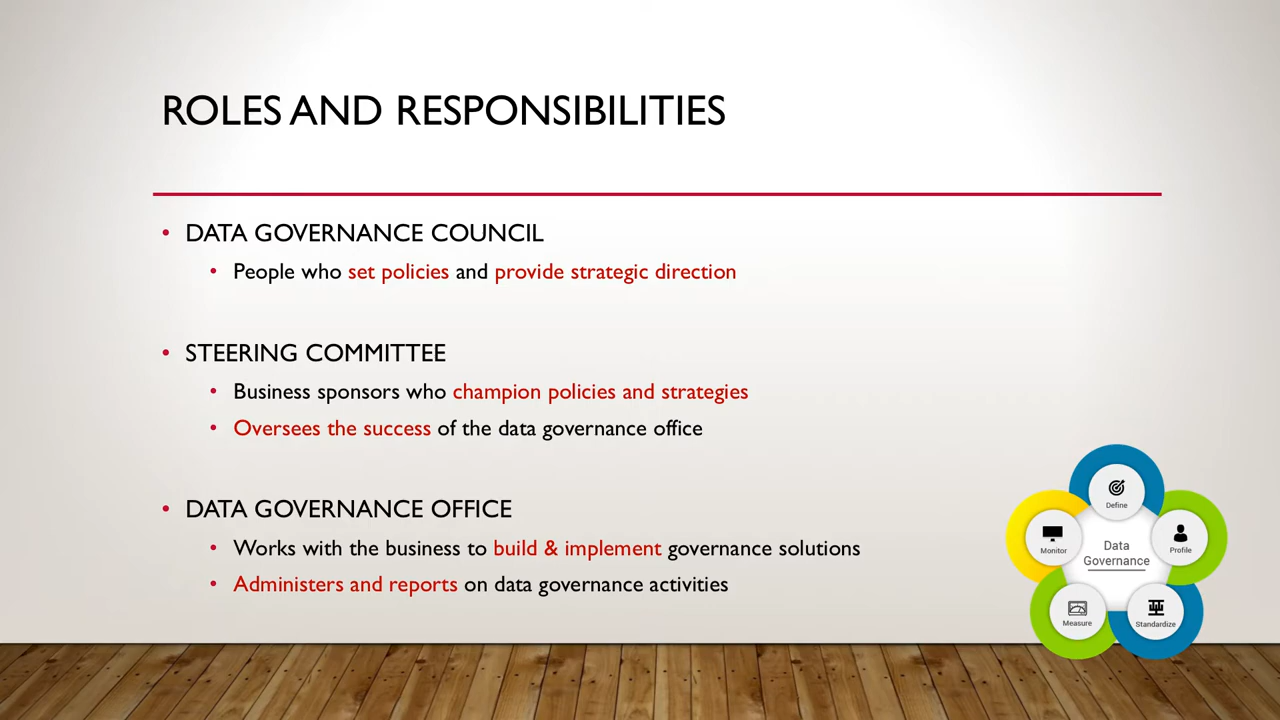 ROLES AND RESPONSIBILITIES
• DATA GOVERNANCE COUNCIL
• People who set policies and provide strategic direction
• STEERING COMMITTEE
• Business sponsors who champion policies and strategies
• Oversees the success of the data governance office
• DATA GOVERNANCE OFFICE
• Works with the business to build & implement governance solutions
• Administers and reports on data governance activities
Define
Monitor
Profile
Data
Governance
Measure
Standardize